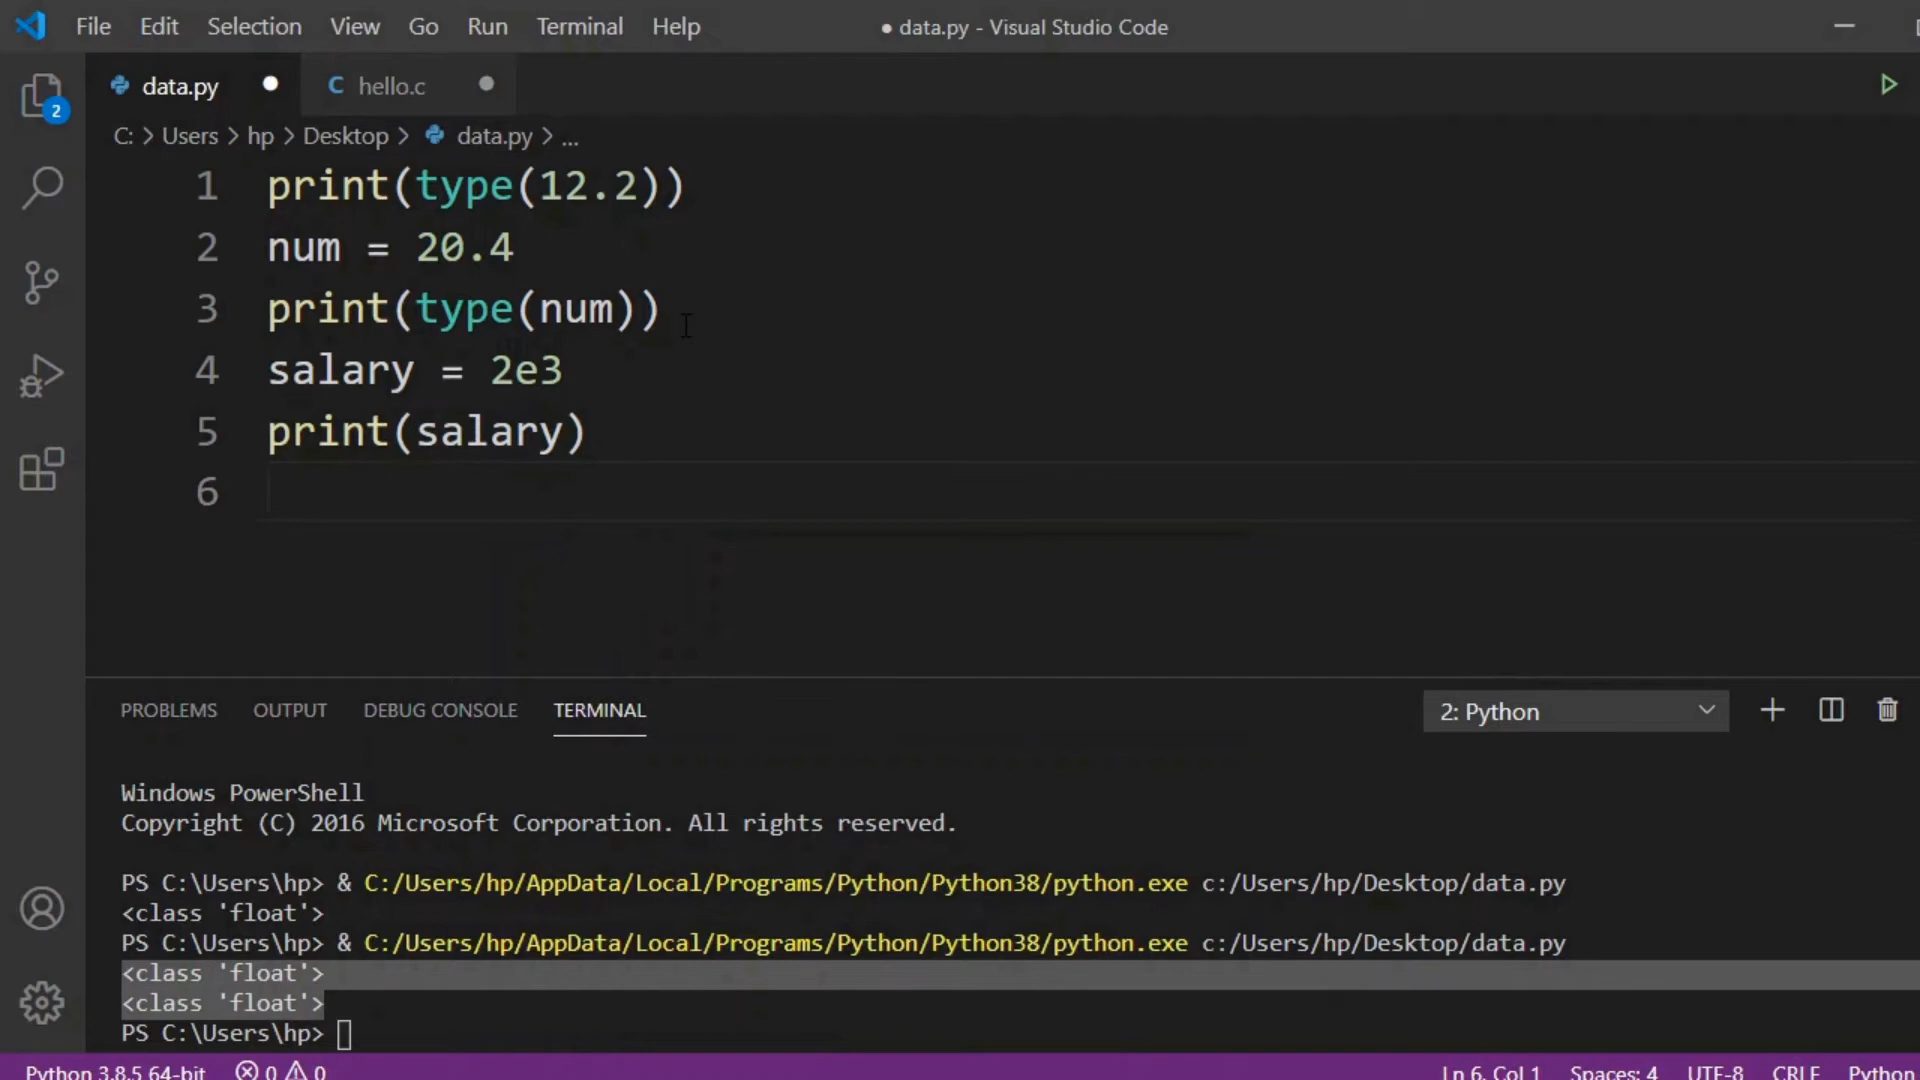 File Edit Selection View Go Run Terminal Help ● data.py - Visual Studio Code
data.py ● C hello.c ●
2
C: > Users > hp > Desktop > data.py > ...
1 print(type(12.2))
2 num = 20.4
3 print(type(num))
4 salary = 2e3
5 print(salary)
6
PROBLEMS OUTPUT DEBUG CONSOLE TERMINAL 2: Python
Windows PowerShell
Copyright (C) 2016 Microsoft Corporation. All rights reserved.
PS C:\Users\hp> & C:/Users/hp/AppData/Local/Programs/Python/Python38/python.exe c:/Users/hp/Desktop/data.py
<class 'float'>
PS C:\Users\hp> & C:/Users/hp/AppData/Local/Programs/Python/Python38/python.exe c:/Users/hp/Desktop/data.py
<class 'float'>
<class 'float'>
PS C:\Users\hp>
Python 3.8.5 64-bit 0 0 Ln 6, Col 1 Spaces: 4 UTF-8 CRLF Python